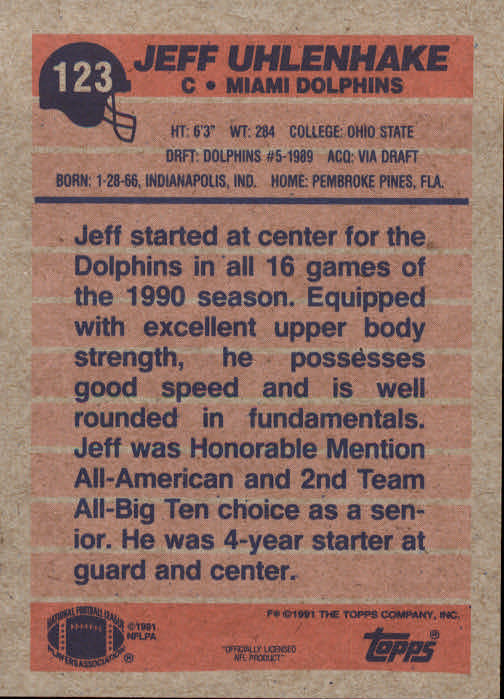 123
JEFF UHLENHAKE
C • MIAMI DOLPHINS
HT: 6'3" WT: 284 COLLEGE: OHIO STATE
DRFT: DOLPHINS #5-1989 ACQ: VIA DRAFT
BORN: 1-28-66, INDIANAPOLIS, IND. HOME: PEMBROKE PINES, FLA.
Jeff started at center for the
Dolphins in all 16 games of
the 1990 season. Equipped
with excellent upper body
strength, he possesses
good speed and is well
rounded in fundamentals.
Jeff was Honorable Mention
All-American and 2nd Team
All-Big Ten choice as a sen-
ior. He was 4-year starter at
guard and center.
F* ©1991 THE TOPPS COMPANY, INC.
NATIONAL FOOTBALL LEAGUE
PLAYERS ASSOCIATION
®
©1991
NFLPA
"OFFICIALLY LICENSED
NFL PRODUCT"
topps®